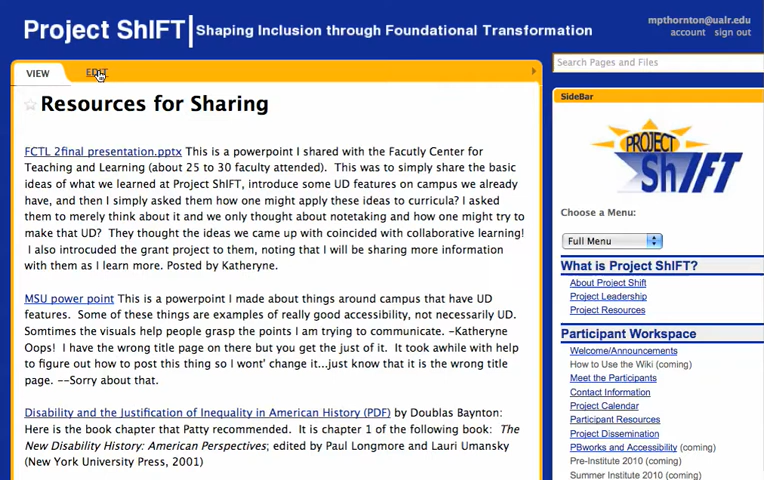 Project ShIFT Shaping Inclusion through Foundational Transformation
mpthornton@ualr.edu
account sign out
VIEW EDIT
Search Pages and Files
Resources for Sharing
FCTL 2final presentation.pptx This is a powerpoint I shared with the Facutly Center for
Teaching and Learning (about 25 to 30 faculty attended). This was to simply share the basic
ideas of what we learned at Project ShIFT, introduce some UD features on campus we already
have, and then I simply asked them how one might apply these ideas to curricula? I asked
them to merely think about it and we only thought about notetaking and how one might try to
make that UD? They thought the ideas we came up with coincided with collaborative learning!
I also introcuded the grant project to them, noting that I will be sharing more information
with them as I learn more. Posted by Katheryne.
MSU power point This is a powerpoint I made about things around campus that have UD
features. Some of these things are examples of really good accessibility, not necessarily UD.
Somtimes the visuals help people grasp the points I am trying to communicate. -Katheryne
Oops! I have the wrong title page on there but you get the just of it. It took awhile with help
to figure out how to post this thing so I wont' change it...just know that it is the wrong title
page. --Sorry about that.
Disability and the Justification of Inequality in American History (PDF) by Doublas Baynton:
Here is the book chapter that Patty recommended. It is chapter 1 of the following book: The
New Disability History: American Perspectives; edited by Paul Longmore and Lauri Umansky
(New York University Press, 2001)
SideBar
PROJECT
ShIFT
Choose a Menu:
Full Menu
What is Project ShIFT?
About Project Shift
Project Leadership
Project Resources
Participant Workspace
Welcome/Announcements
How to Use the Wiki (coming)
Meet the Participants
Contact Information
Project Calendar
Participant Resources
Project Dissemination
PBworks and Accessibility (coming)
Pre-Institute 2010 (coming)
Summer Institute 2010 (coming)